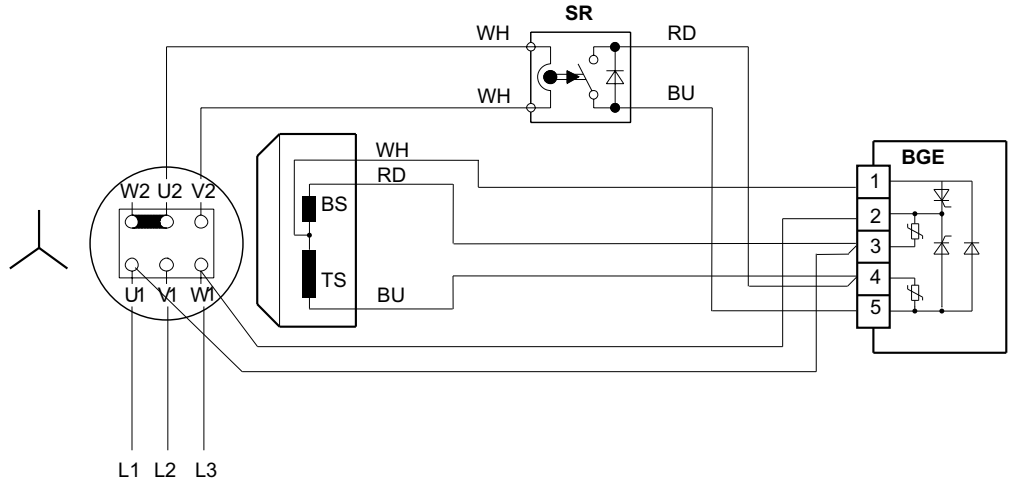 SR
WH
RD
WH
BU
WH
BGE
RD
1
W2 U2 V2
BS
2
3
TS
4
U1 V1 W1
BU
5
L1 L2 L3